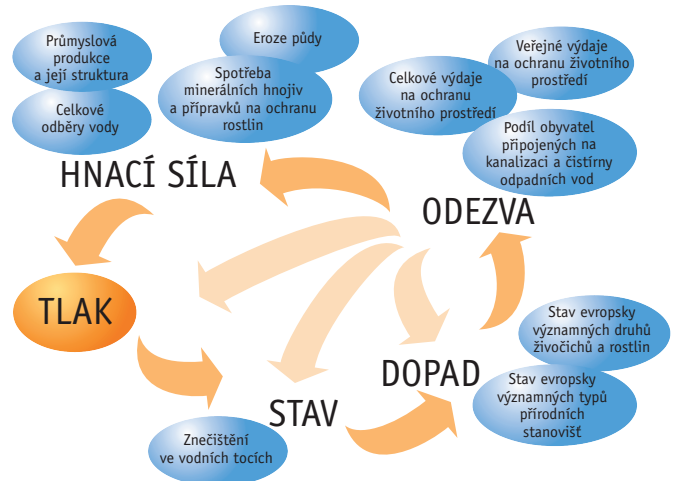 Průmyslová
produkce
a její struktura
Celkové
odběry vody
Eroze půdy
Spotřeba
minerálních hnojiv
a přípravků na ochranu
rostlin
Celkové výdaje
na ochranu
životního prostředí
Veřejné výdaje
na ochranu životního
prostředí
Podíl obyvatel
připojených na
kanalizaci a čistírny
odpadních vod
HNACÍ SÍLA
ODEZVA
TLAK
DOPAD
STAV
Stav evropsky
významných druhů
živočichů a rostlin
Stav evropsky
významných typů
přírodních
stanovišť
Znečištění
ve vodních tocích